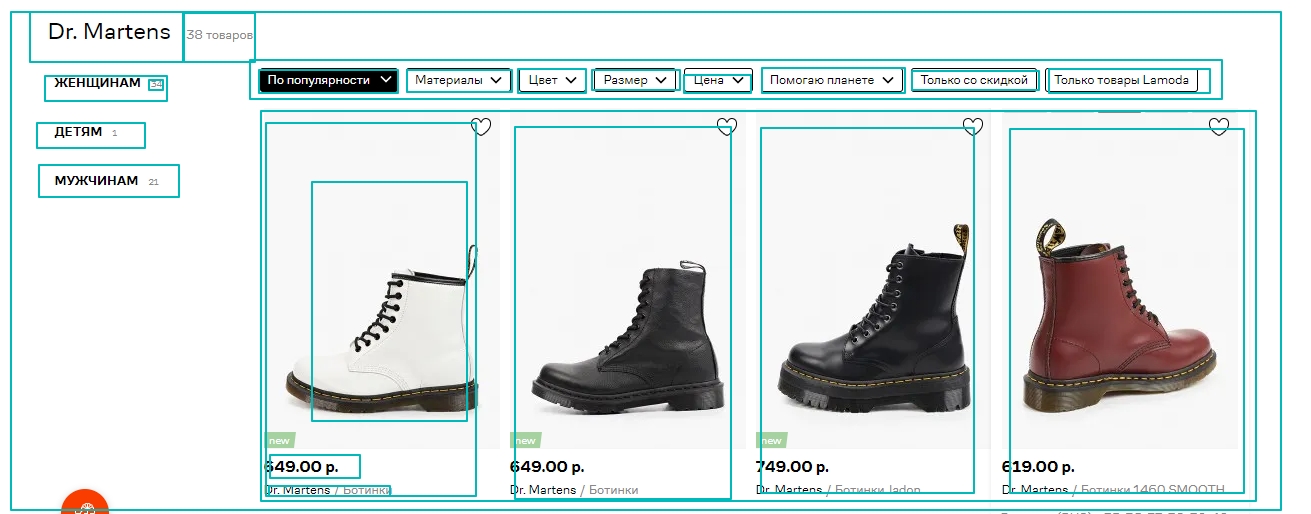 Dr. Martens 38 товаров
ЖЕНЩИНАМ 34
ДЕТЯМ 1
МУЖЧИНАМ 21
По популярности Материалы Цвет Размер Цена Помогаю планете Только со скидкой Только товары Lamoda
new new
649.00 р. 649.00 р. 749.00 р. 619.00 р.
Dr. Martens / Ботинки Dr. Martens / Ботинки Dr. Martens / Ботинки Jadon Dr. Martens / Ботинки 1460 SMOOTH